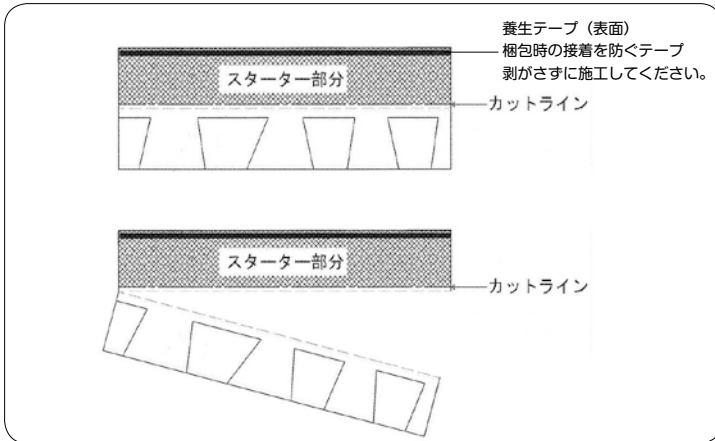 養生テープ（表面）
梱包時の接着を防ぐテープ
剥がさずに施工してください。
スターター部分
カットライン
スターター部分
カットライン